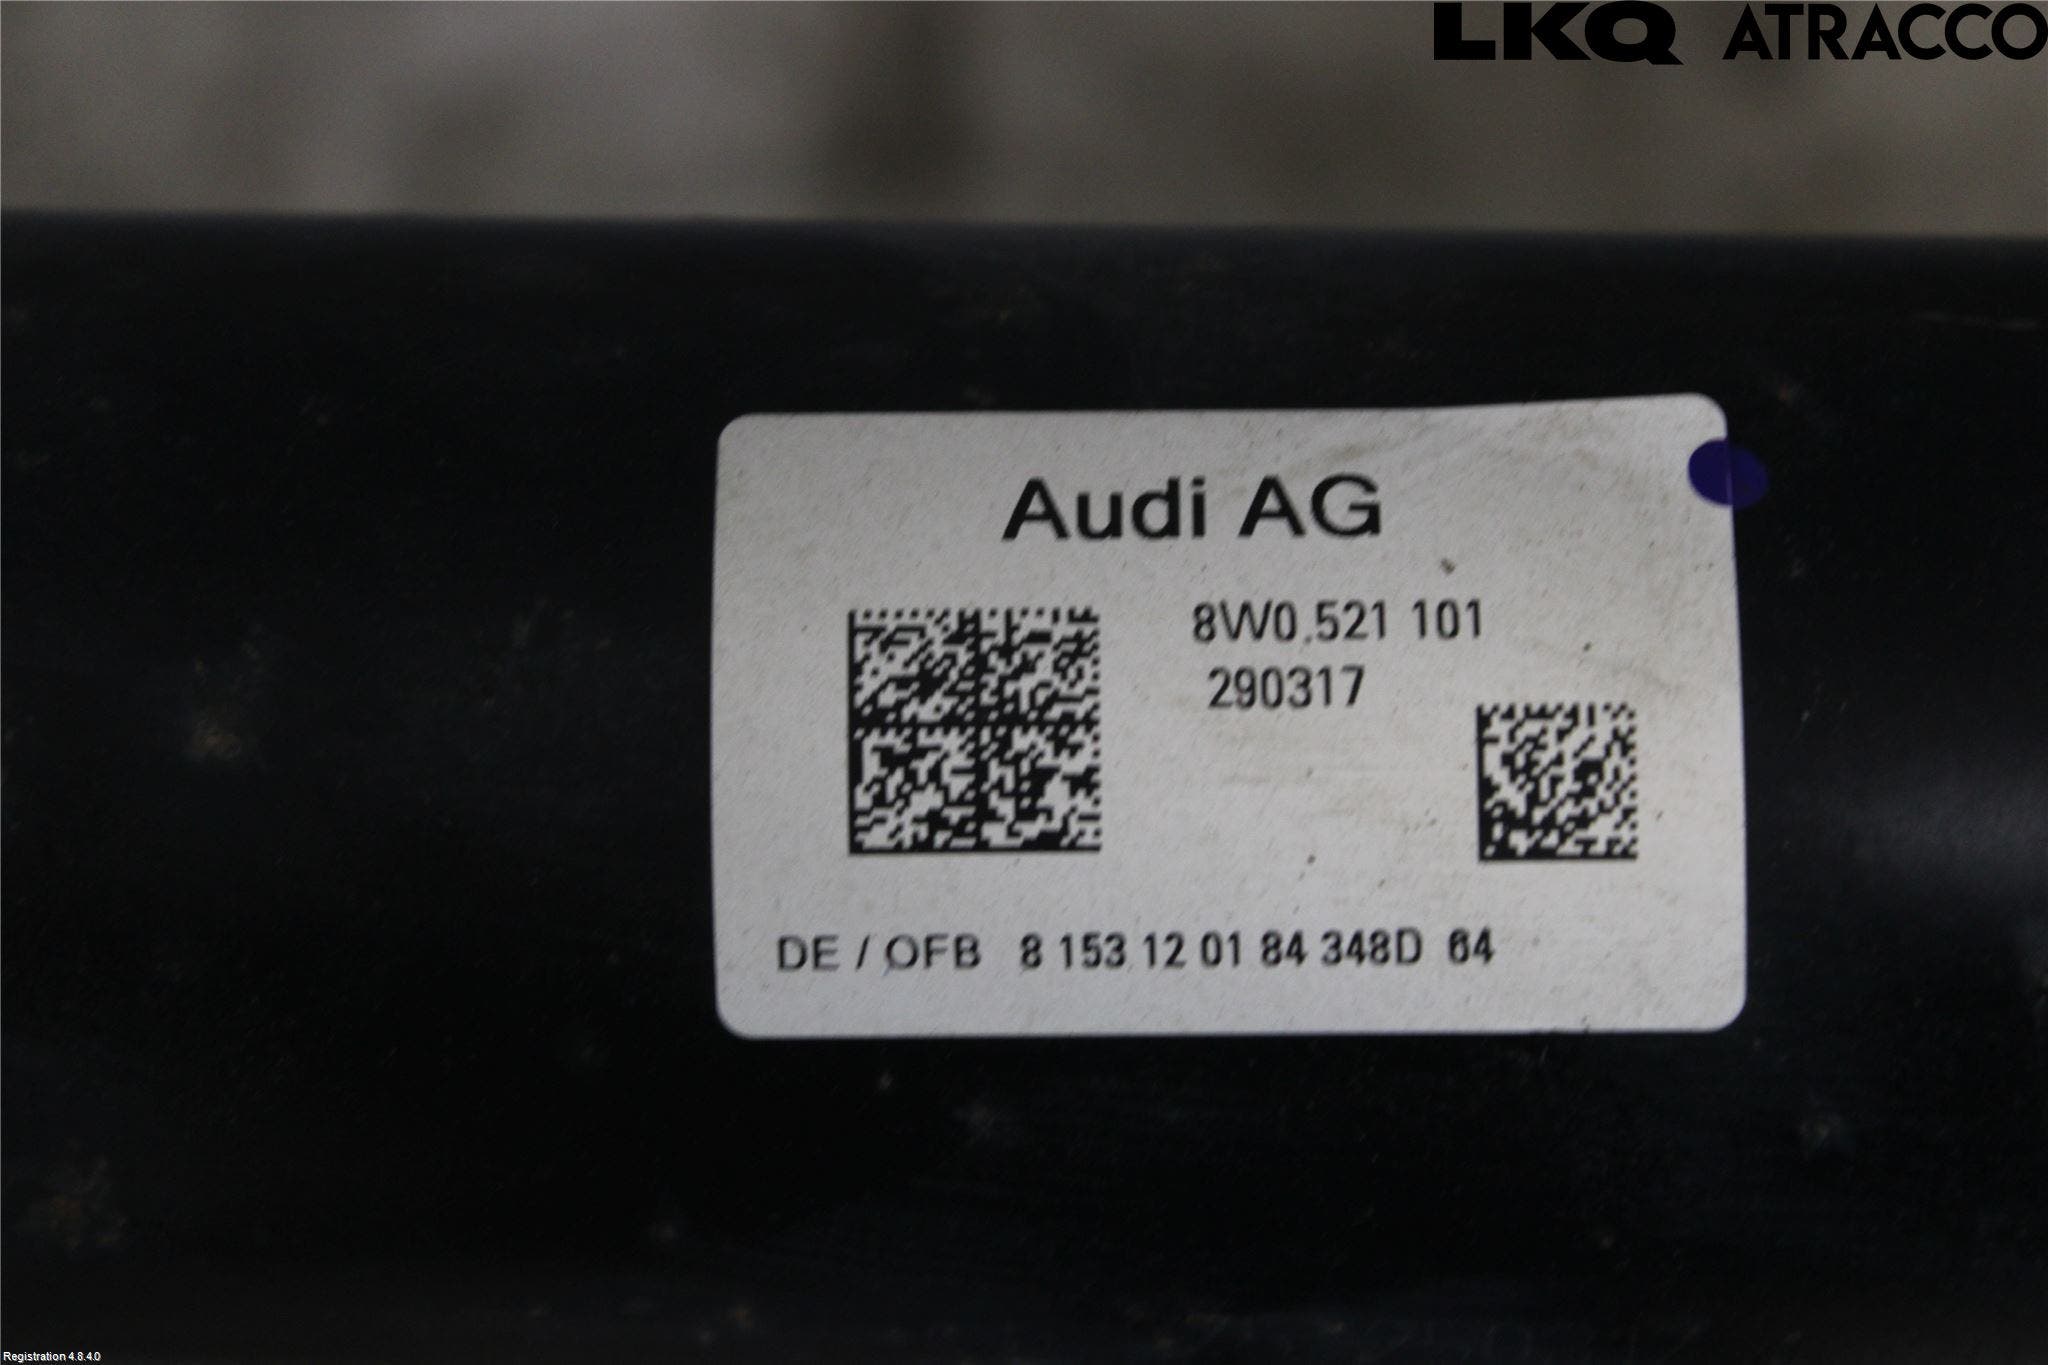 LKQ ATRACCO
Audi AG
8W0.521 101
290317
DE / OFB 8 153 12 01 84 348D 64
Registration 4.8.4.0